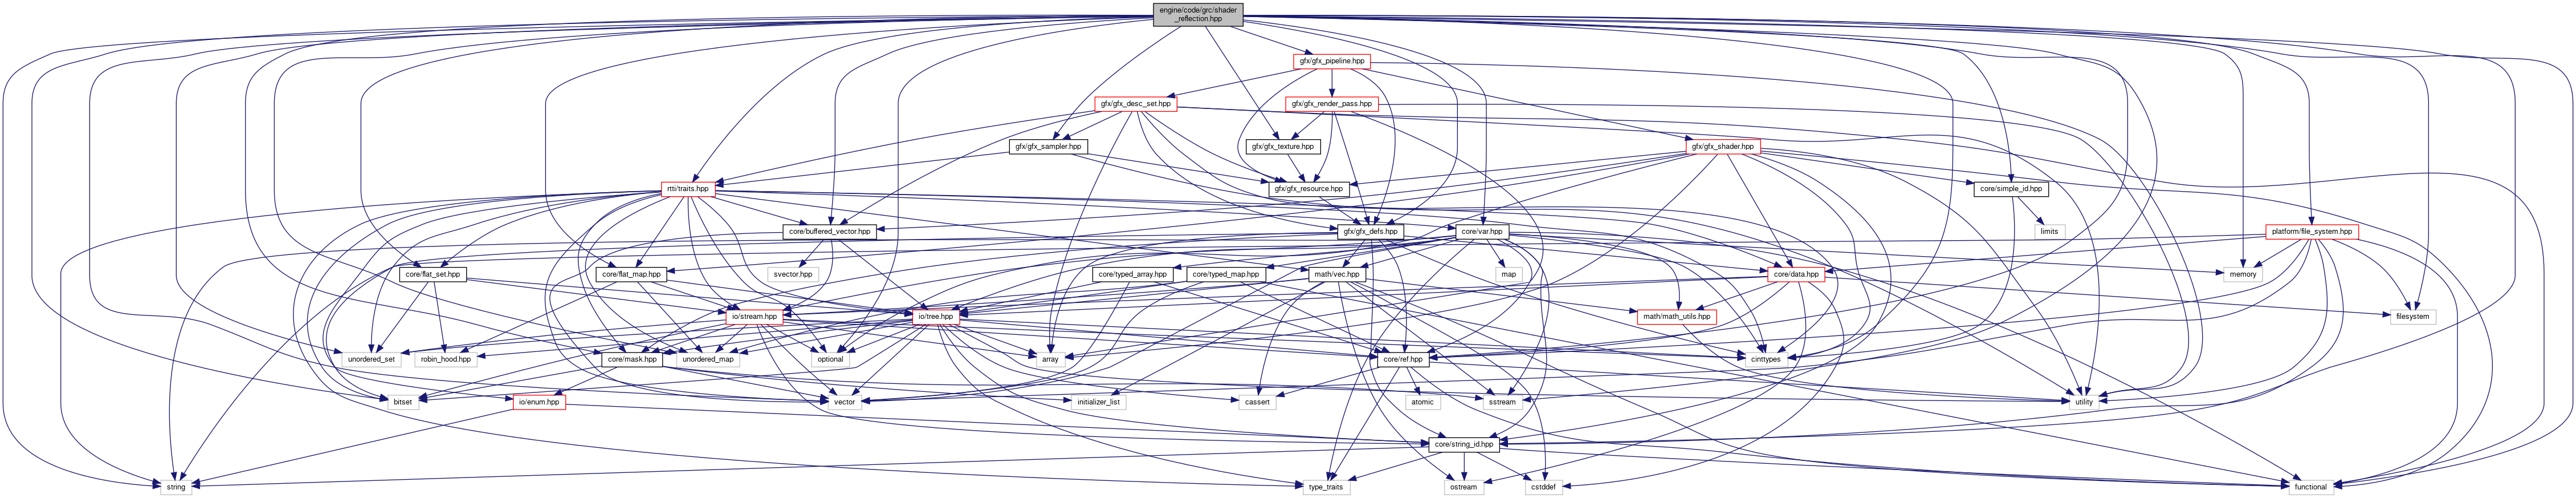 engine/code/grc/shader
_reflection.hpp
gfx/gfx_pipeline.hpp
gfx/gfx_desc_set.hpp
gfx/gfx_render_pass.hpp
gfx/gfx_sampler.hpp
gfx/gfx_texture.hpp
gfx/gfx_shader.hpp
rtti/traits.hpp
gfx/gfx_resource.hpp
core/simple_id.hpp
core/buffered_vector.hpp
gfx/gfx_defs.hpp
core/var.hpp
limits
platform/file_system.hpp
core/flat_set.hpp
svector.hpp
core/flat_map.hpp
core/typed_array.hpp
core/typed_map.hpp
math/vec.hpp
map
core/data.hpp
memory
io/stream.hpp
io/tree.hpp
math/math_utils.hpp
filesystem
unordered_set
robin_hood.hpp
core/mask.hpp
unordered_map
optional
array
core/ref.hpp
cinttypes
bitset
io/enum.hpp
vector
initializer_list
cassert
atomic
sstream
utility
core/string_id.hpp
string
type_traits
ostream
cstddef
functional